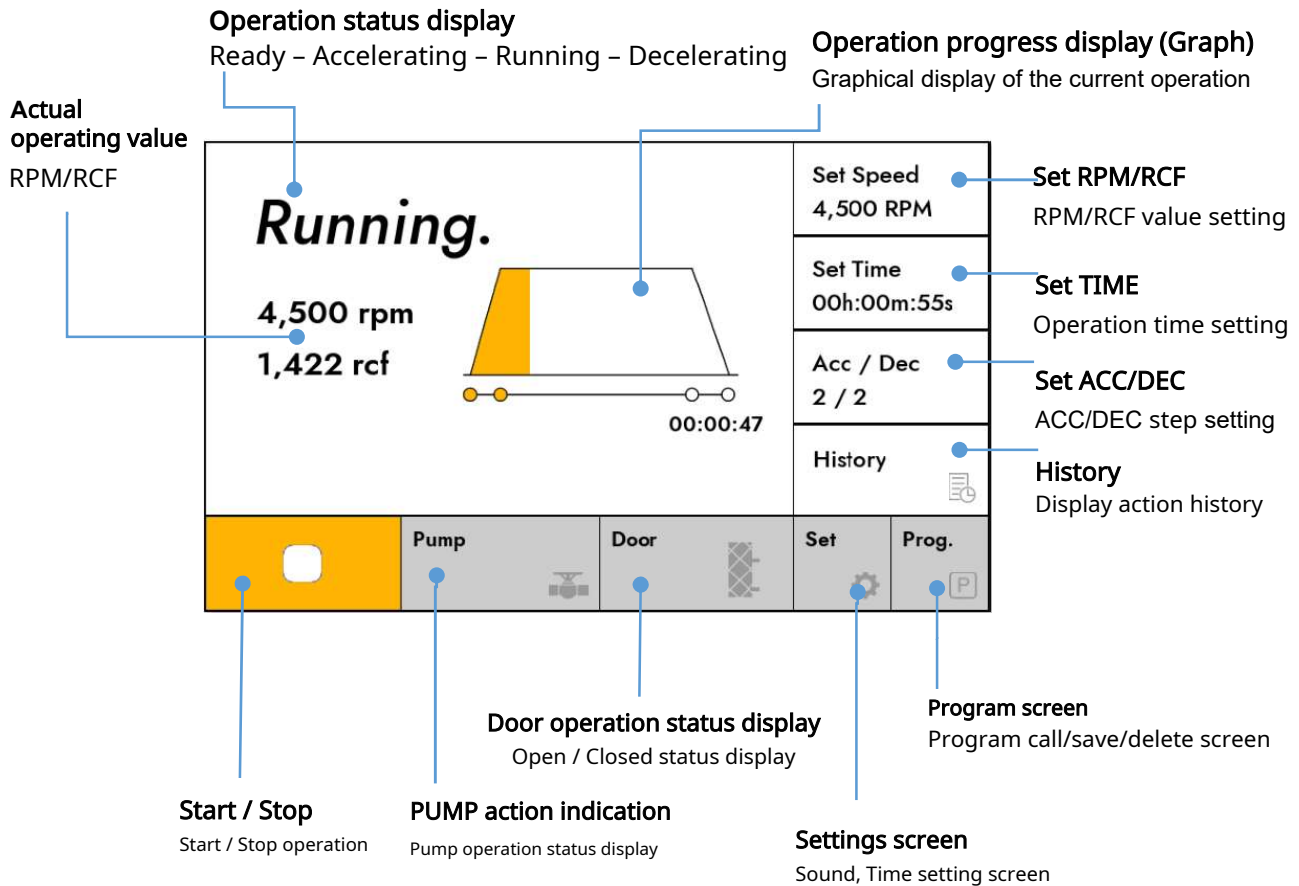 Operation status display
Ready – Accelerating – Running – Decelerating
Operation progress display (Graph)
Graphical display of the current operation
Actual
operating value
RPM/RCF
Running.
4,500 rpm
1,422 rcf
00:00:47
Set Speed
4,500 RPM
Set Time
00h:00m:55s
Acc / Dec
2 / 2
History
Set RPM/RCF
RPM/RCF value setting
Set TIME
Operation time setting
Set ACC/DEC
ACC/DEC step setting
History
Display action history
Pump
Door
Set
Prog.
P
Door operation status display
Open / Closed status display
Program screen
Program call/save/delete screen
Start / Stop
Start / Stop operation
PUMP action indication
Pump operation status display
Settings screen
Sound, Time setting screen